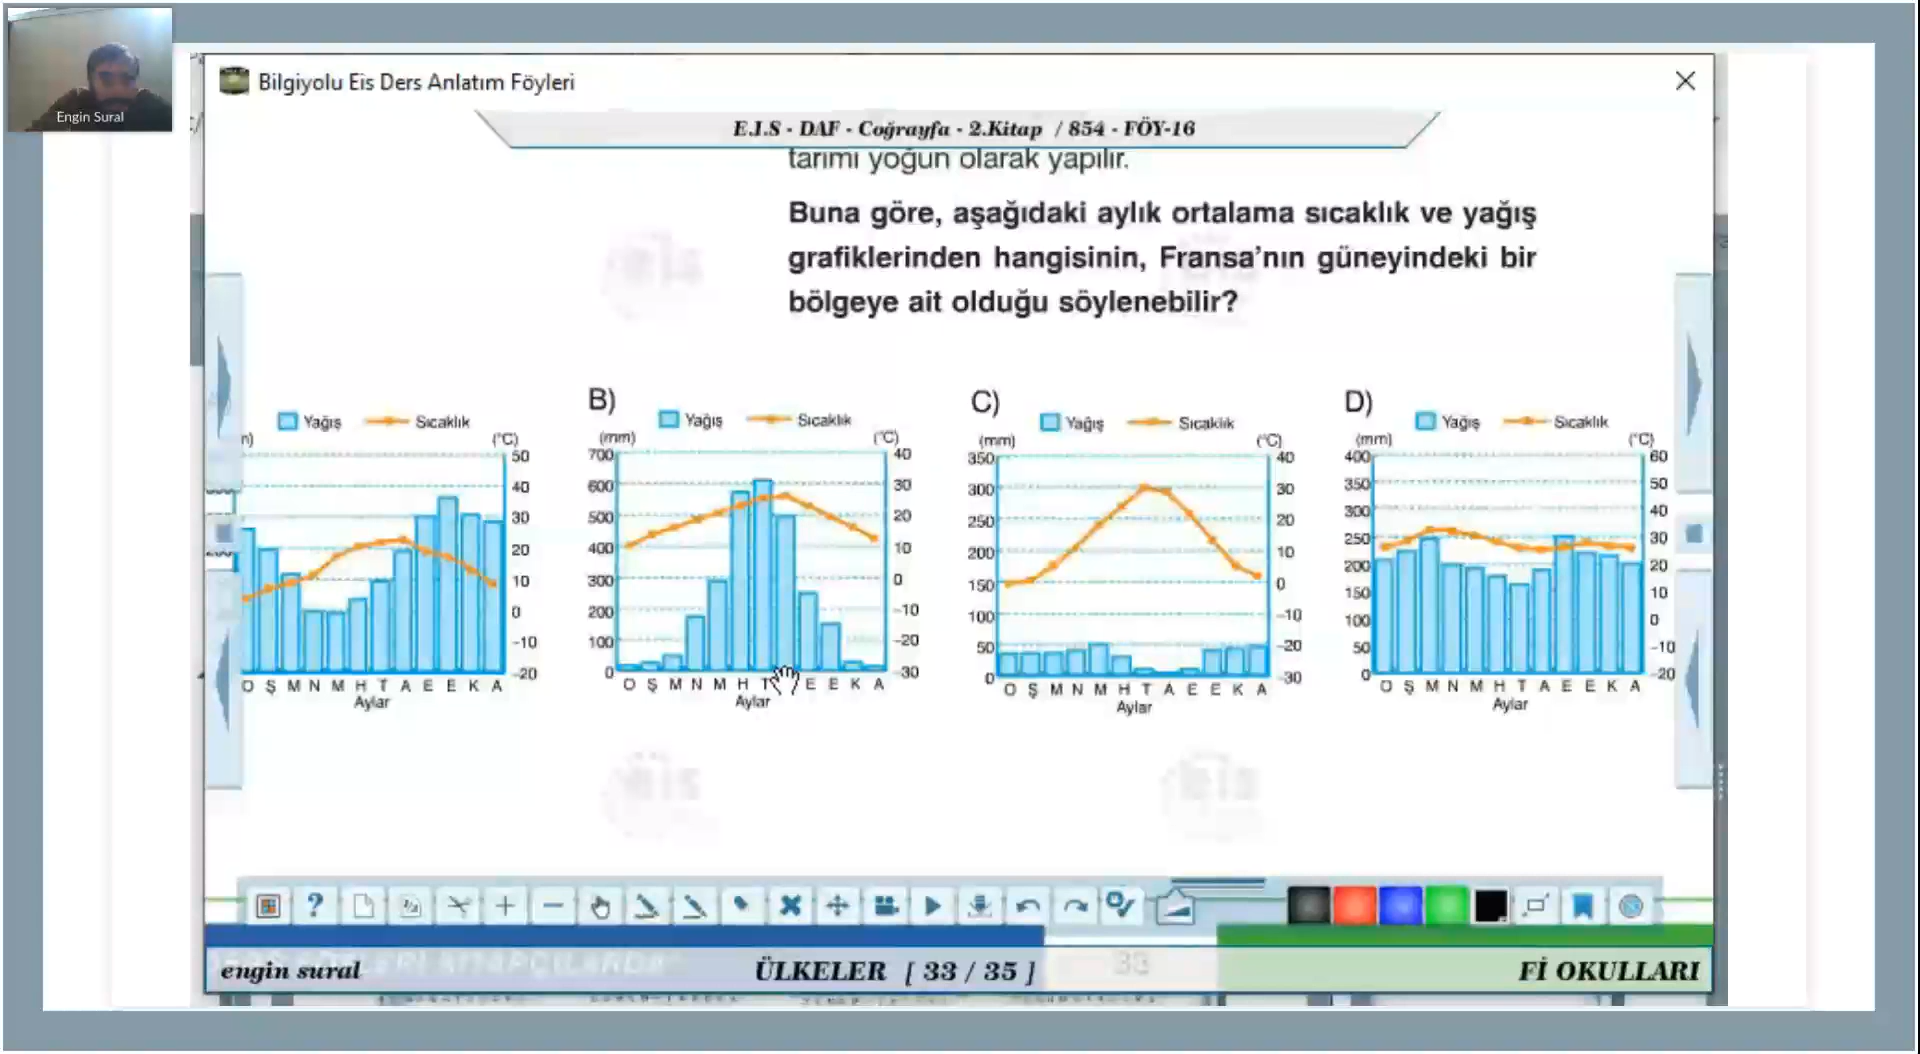 Engin Sural
Bilgiyolu Eis Ders Anlatım Föyleri
E.I.S - DAF - Coğrayfa - 2.Kitap / 854 - FÖY-16
tarımı yoğun olarak yapılır.
Buna göre, aşağıdaki aylık ortalama sıcaklık ve yağış
grafiklerinden hangisinin, Fransa'nın güneyindeki bir
bölgeye ait olduğu söylenebilir?
Yağış Sıcaklık
(°C)
50
40
30
20
10
0
-10
-20
O Ş M N M H T A E E K A
Aylar
B)
Yağış Sıcaklık
(mm) (°C)
700 40
600 30
500 20
400 10
300 0
200 -10
100 -20
0 -30
O Ş M N M H T E E K A
Aylar
C)
Yağış Sıcaklık
(mm) (°C)
350 40
300 30
250 20
200 10
150 0
100 -10
50 -20
0 -30
O Ş M N M H T A E E K A
Aylar
D)
Yağış Sıcaklık
(mm) (°C)
400 60
350 50
300 40
250 30
200 20
150 10
100 0
50 -10
0 -20
O Ş M N M H T A E E K A
Aylar
eis
eis
eis
eis
engin sural
ÜLKELER [ 33 / 35 ]
33
Fİ OKULLARI